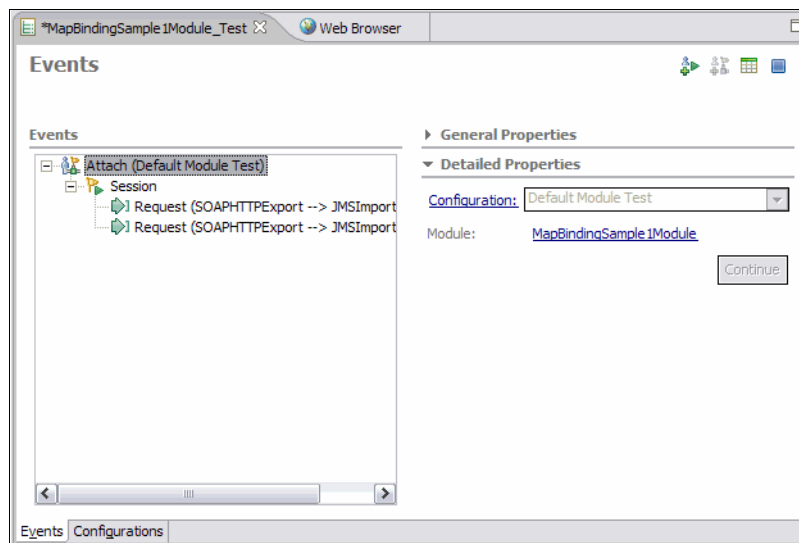 *MapBindingSample1Module_Test Web Browser
Events
Events
Attach (Default Module Test)
Session
Request (SOAPHTTPExport --> JMSImport
Request (SOAPHTTPExport --> JMSImport
General Properties
Detailed Properties
Configuration: Default Module Test
Module: MapBindingSample1Module
Continue
Events Configurations